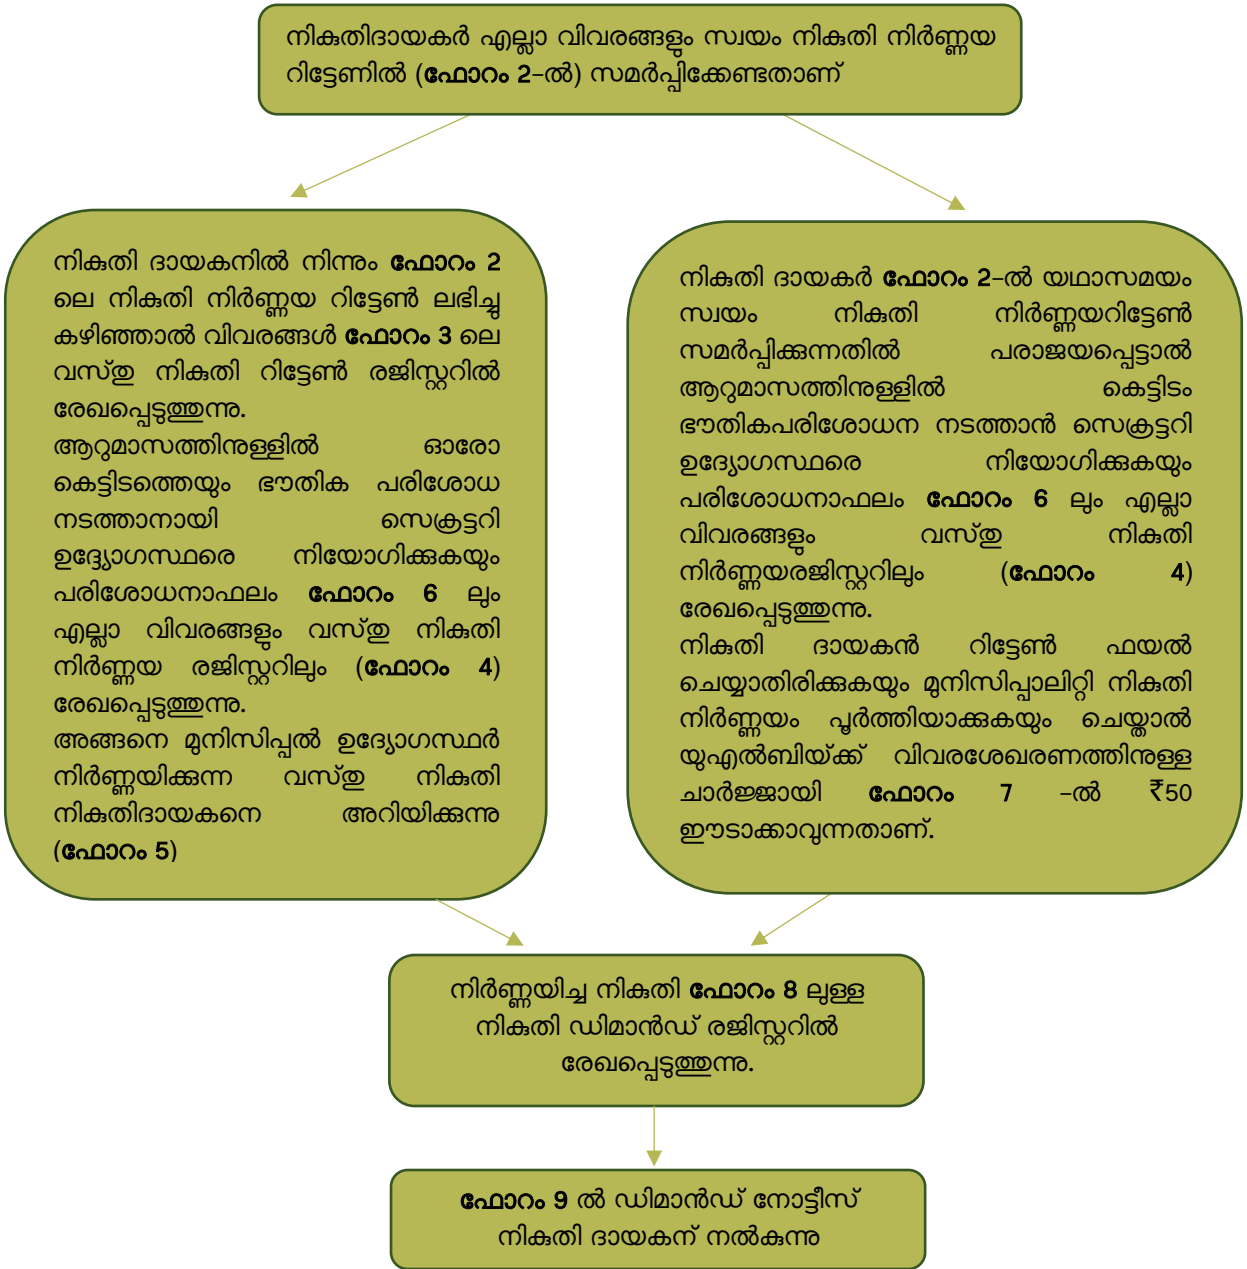 നികുതിദായകർ എല്ലാ വിവരങ്ങളും സ്വയം നികുതി നിർണ്ണയ
റിട്ടേണിൽ (ഫോറം 2-ൽ) സമർപ്പിക്കേണ്ടതാണ്
നികുതി ദായകനിൽ നിന്നും ഫോറം 2
ലെ നികുതി നിർണ്ണയ റിട്ടേൺ ലഭിച്ചു
കഴിഞ്ഞാൽ വിവരങ്ങൾ ഫോറം 3 ലെ
വസ്തു നികുതി റിട്ടേൺ രജിസ്റ്ററിൽ
രേഖപ്പെടുത്തുന്നു.
ആറുമാസത്തിനുള്ളിൽ ഓരോ
കെട്ടിടത്തെയും ഭൗതിക പരിശോധ
നടത്താനായി സെക്രട്ടറി
ഉദ്ദ്യോഗസ്ഥരെ നിയോഗിക്കുകയും
പരിശോധനാഫലം ഫോറം 6 ലും
എല്ലാ വിവരങ്ങളും വസ്തു നികുതി
നിർണ്ണയ രജിസ്റ്ററിലും (ഫോറം 4)
രേഖപ്പെടുത്തുന്നു.
അങ്ങനെ മുനിസിപ്പൽ ഉദ്യോഗസ്ഥർ
നിർണ്ണയിക്കുന്ന വസ്തു നികുതി
നികുതിദായകനെ അറിയിക്കുന്നു
(ഫോറം 5)
നികുതി ദായകർ ഫോറം 2-ൽ യഥാസമയം
സ്വയം നികുതി നിർണ്ണയറിട്ടേൺ
സമർപ്പിക്കുന്നതിൽ പരാജയപ്പെട്ടാൽ
ആറുമാസത്തിനുള്ളിൽ കെട്ടിടം
ഭൗതികപരിശോധന നടത്താൻ സെക്രട്ടറി
ഉദ്യോഗസ്ഥരെ നിയോഗിക്കുകയും
പരിശോധനാഫലം ഫോറം 6 ലും എല്ലാ
വിവരങ്ങളും വസ്തു നികുതി
നിർണ്ണയരജിസ്റ്ററിലും (ഫോറം 4)
രേഖപ്പെടുത്തുന്നു.
നികുതി ദായകൻ റിട്ടേൺ ഫയൽ
ചെയ്യാതിരിക്കുകയും മുനിസിപ്പാലിറ്റി നികുതി
നിർണ്ണയം പൂർത്തിയാക്കുകയും ചെയ്താൽ
യുഎൽബിയ്ക്ക് വിവരശേഖരണത്തിനുള്ള
ചാർജ്ജായി ഫോറം 7 -ൽ ₹50
ഈടാക്കാവുന്നതാണ്.
നിർണ്ണയിച്ച നികുതി ഫോറം 8 ലുള്ള
നികുതി ഡിമാൻഡ് രജിസ്റ്ററിൽ
രേഖപ്പെടുത്തുന്നു.
ഫോറം 9 ൽ ഡിമാൻഡ് നോട്ടീസ്
നികുതി ദായകന് നൽകുന്നു